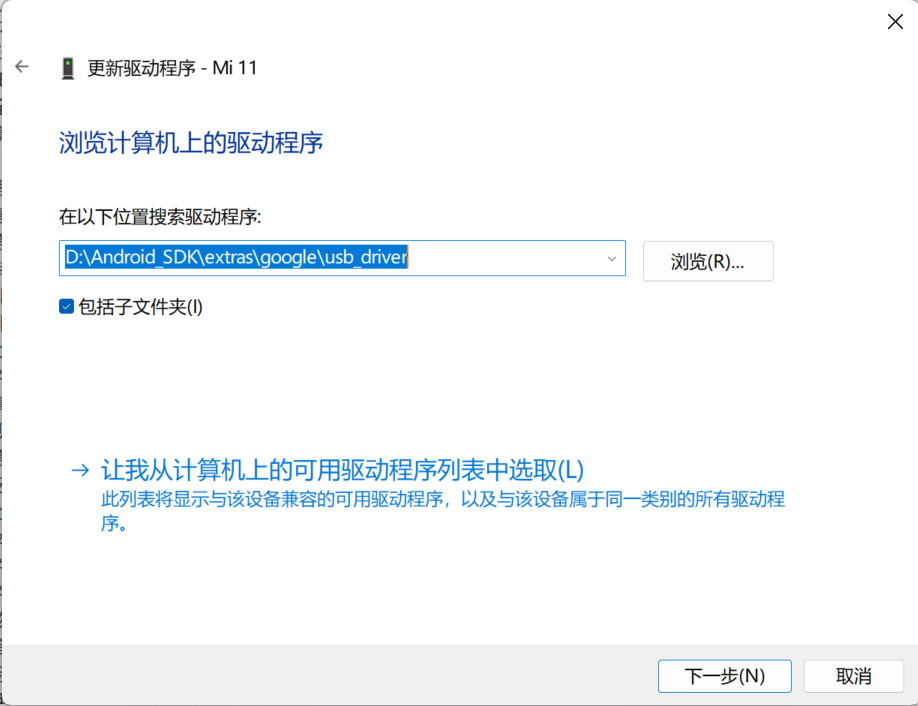 更新驱动程序 - Mi 11
浏览计算机上的驱动程序
在以下位置搜索驱动程序:
D:\Android_SDK\extras\google\usb_driver
浏览(R)...
包括子文件夹(I)
→ 让我从计算机上的可用驱动程序列表中选取(L)
此列表将显示与该设备兼容的可用驱动程序，以及与该设备属于同一类别的所有驱动程
序。
下一步(N)
取消